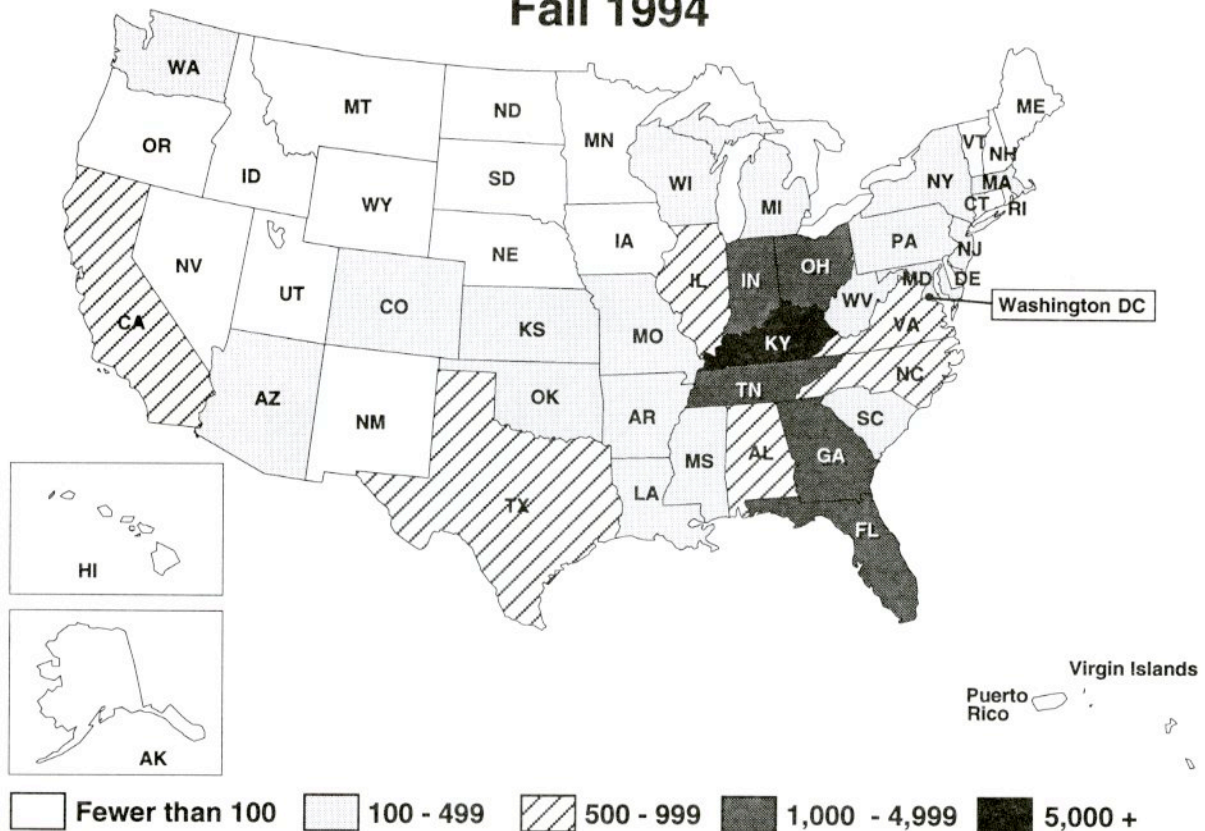 Fall 1994
WA
MT
ND
MN
ME
OR
ID
WY
SD
WI
MI
NY
VT
NH
MA
CT
RI
NV
UT
NE
IA
PA
NJ
CA
CO
KS
MO
IL
IN
OH
WV
MD
DE
Washington DC
VA
KY
AZ
NM
OK
AR
TN
NC
SC
TX
LA
MS
AL
GA
FL
HI
AK
Virgin Islands
Puerto
Rico
Fewer than 100
100 - 499
500 - 999
1,000 - 4,999
5,000 +